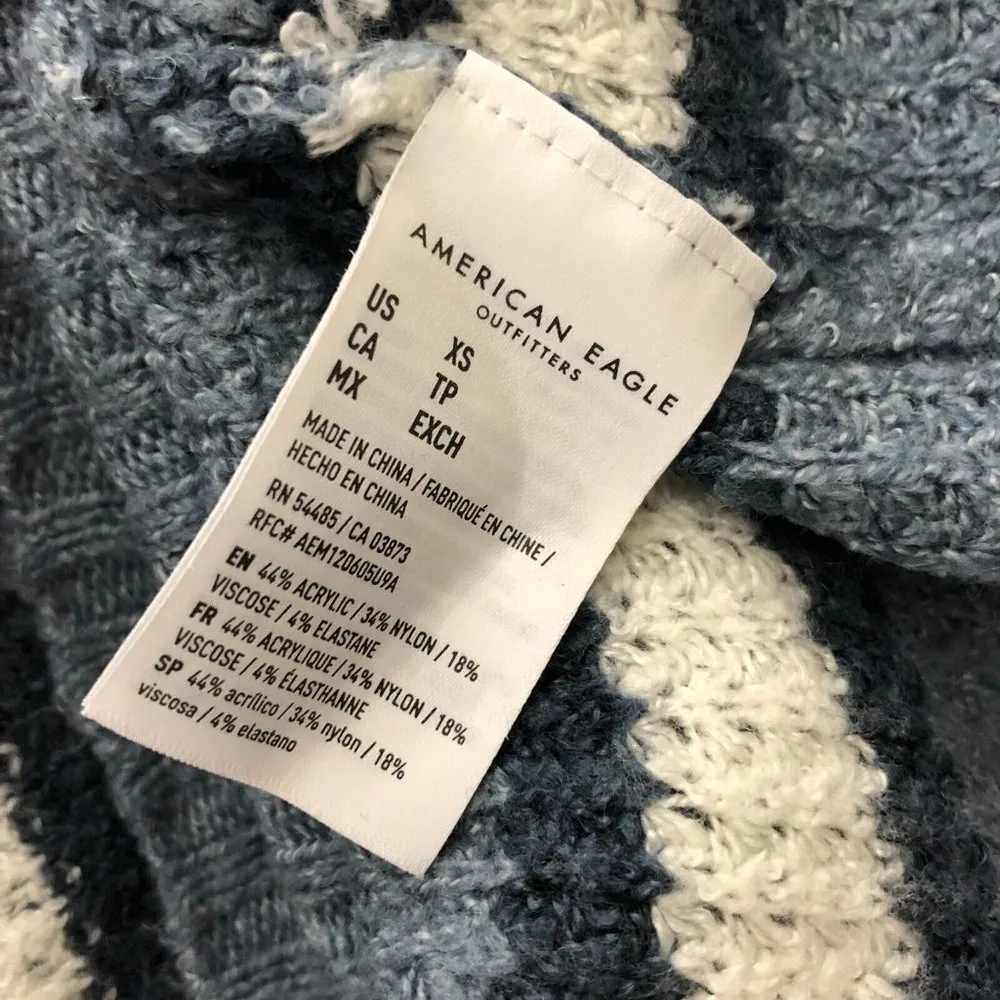 AMERICAN EAGLE
OUTFITTERS
US XS
CA TP
MX EXCH
MADE IN CHINA / FABRIQUÉ EN CHINE /
HECHO EN CHINA
RN 54485 / CA 03873
RFC# AEM120605U9A
EN 44% ACRYLIC / 34% NYLON / 18%
VISCOSE / 4% ELASTANE
FR 44% ACRYLIQUE / 34% NYLON / 18%
VISCOSE / 4% ÉLASTHANNE
SP 44% acrílico / 34% nylon / 18%
viscosa / 4% elastano